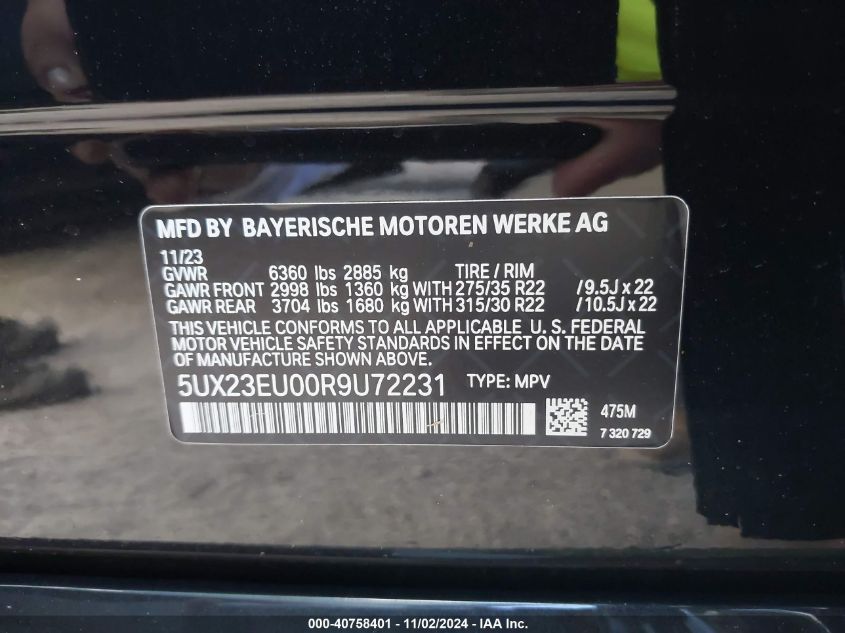 MFD BY BAYERISCHE MOTOREN WERKE AG
11/23
GVWR 6360 lbs 2885 kg TIRE / RIM
GAWR FRONT 2998 lbs 1360 kg WITH 275/35 R22 / 9.5J x 22
GAWR REAR 3704 lbs 1680 kg WITH 315/30 R22 / 10.5J x 22
THIS VEHICLE CONFORMS TO ALL APPLICABLE U. S. FEDERAL
MOTOR VEHICLE SAFETY STANDARDS IN EFFECT ON THE DATE
OF MANUFACTURE SHOWN ABOVE.
5UX23EU00R9U72231 TYPE: MPV
475M
7 320 729
000-40758401 - 11/02/2024 - IAA Inc.